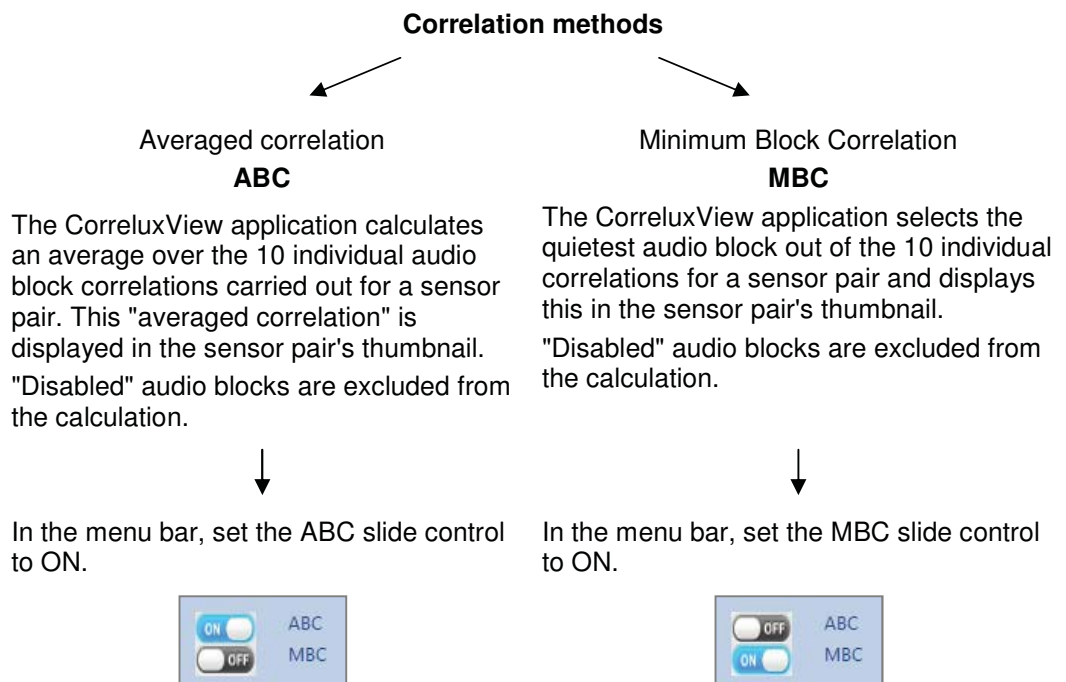 Correlation methods
Averaged correlation
ABC
The CorreluxView application calculates
an average over the 10 individual audio
block correlations carried out for a sensor
pair. This "averaged correlation" is
displayed in the sensor pair's thumbnail.
"Disabled" audio blocks are excluded from
the calculation.
In the menu bar, set the ABC slide control
to ON.
ON ABC
OFF MBC
Minimum Block Correlation
MBC
The CorreluxView application selects the
quietest audio block out of the 10 individual
correlations for a sensor pair and displays
this in the sensor pair's thumbnail.
"Disabled" audio blocks are excluded from
the calculation.
In the menu bar, set the MBC slide control
to ON.
OFF ABC
ON MBC